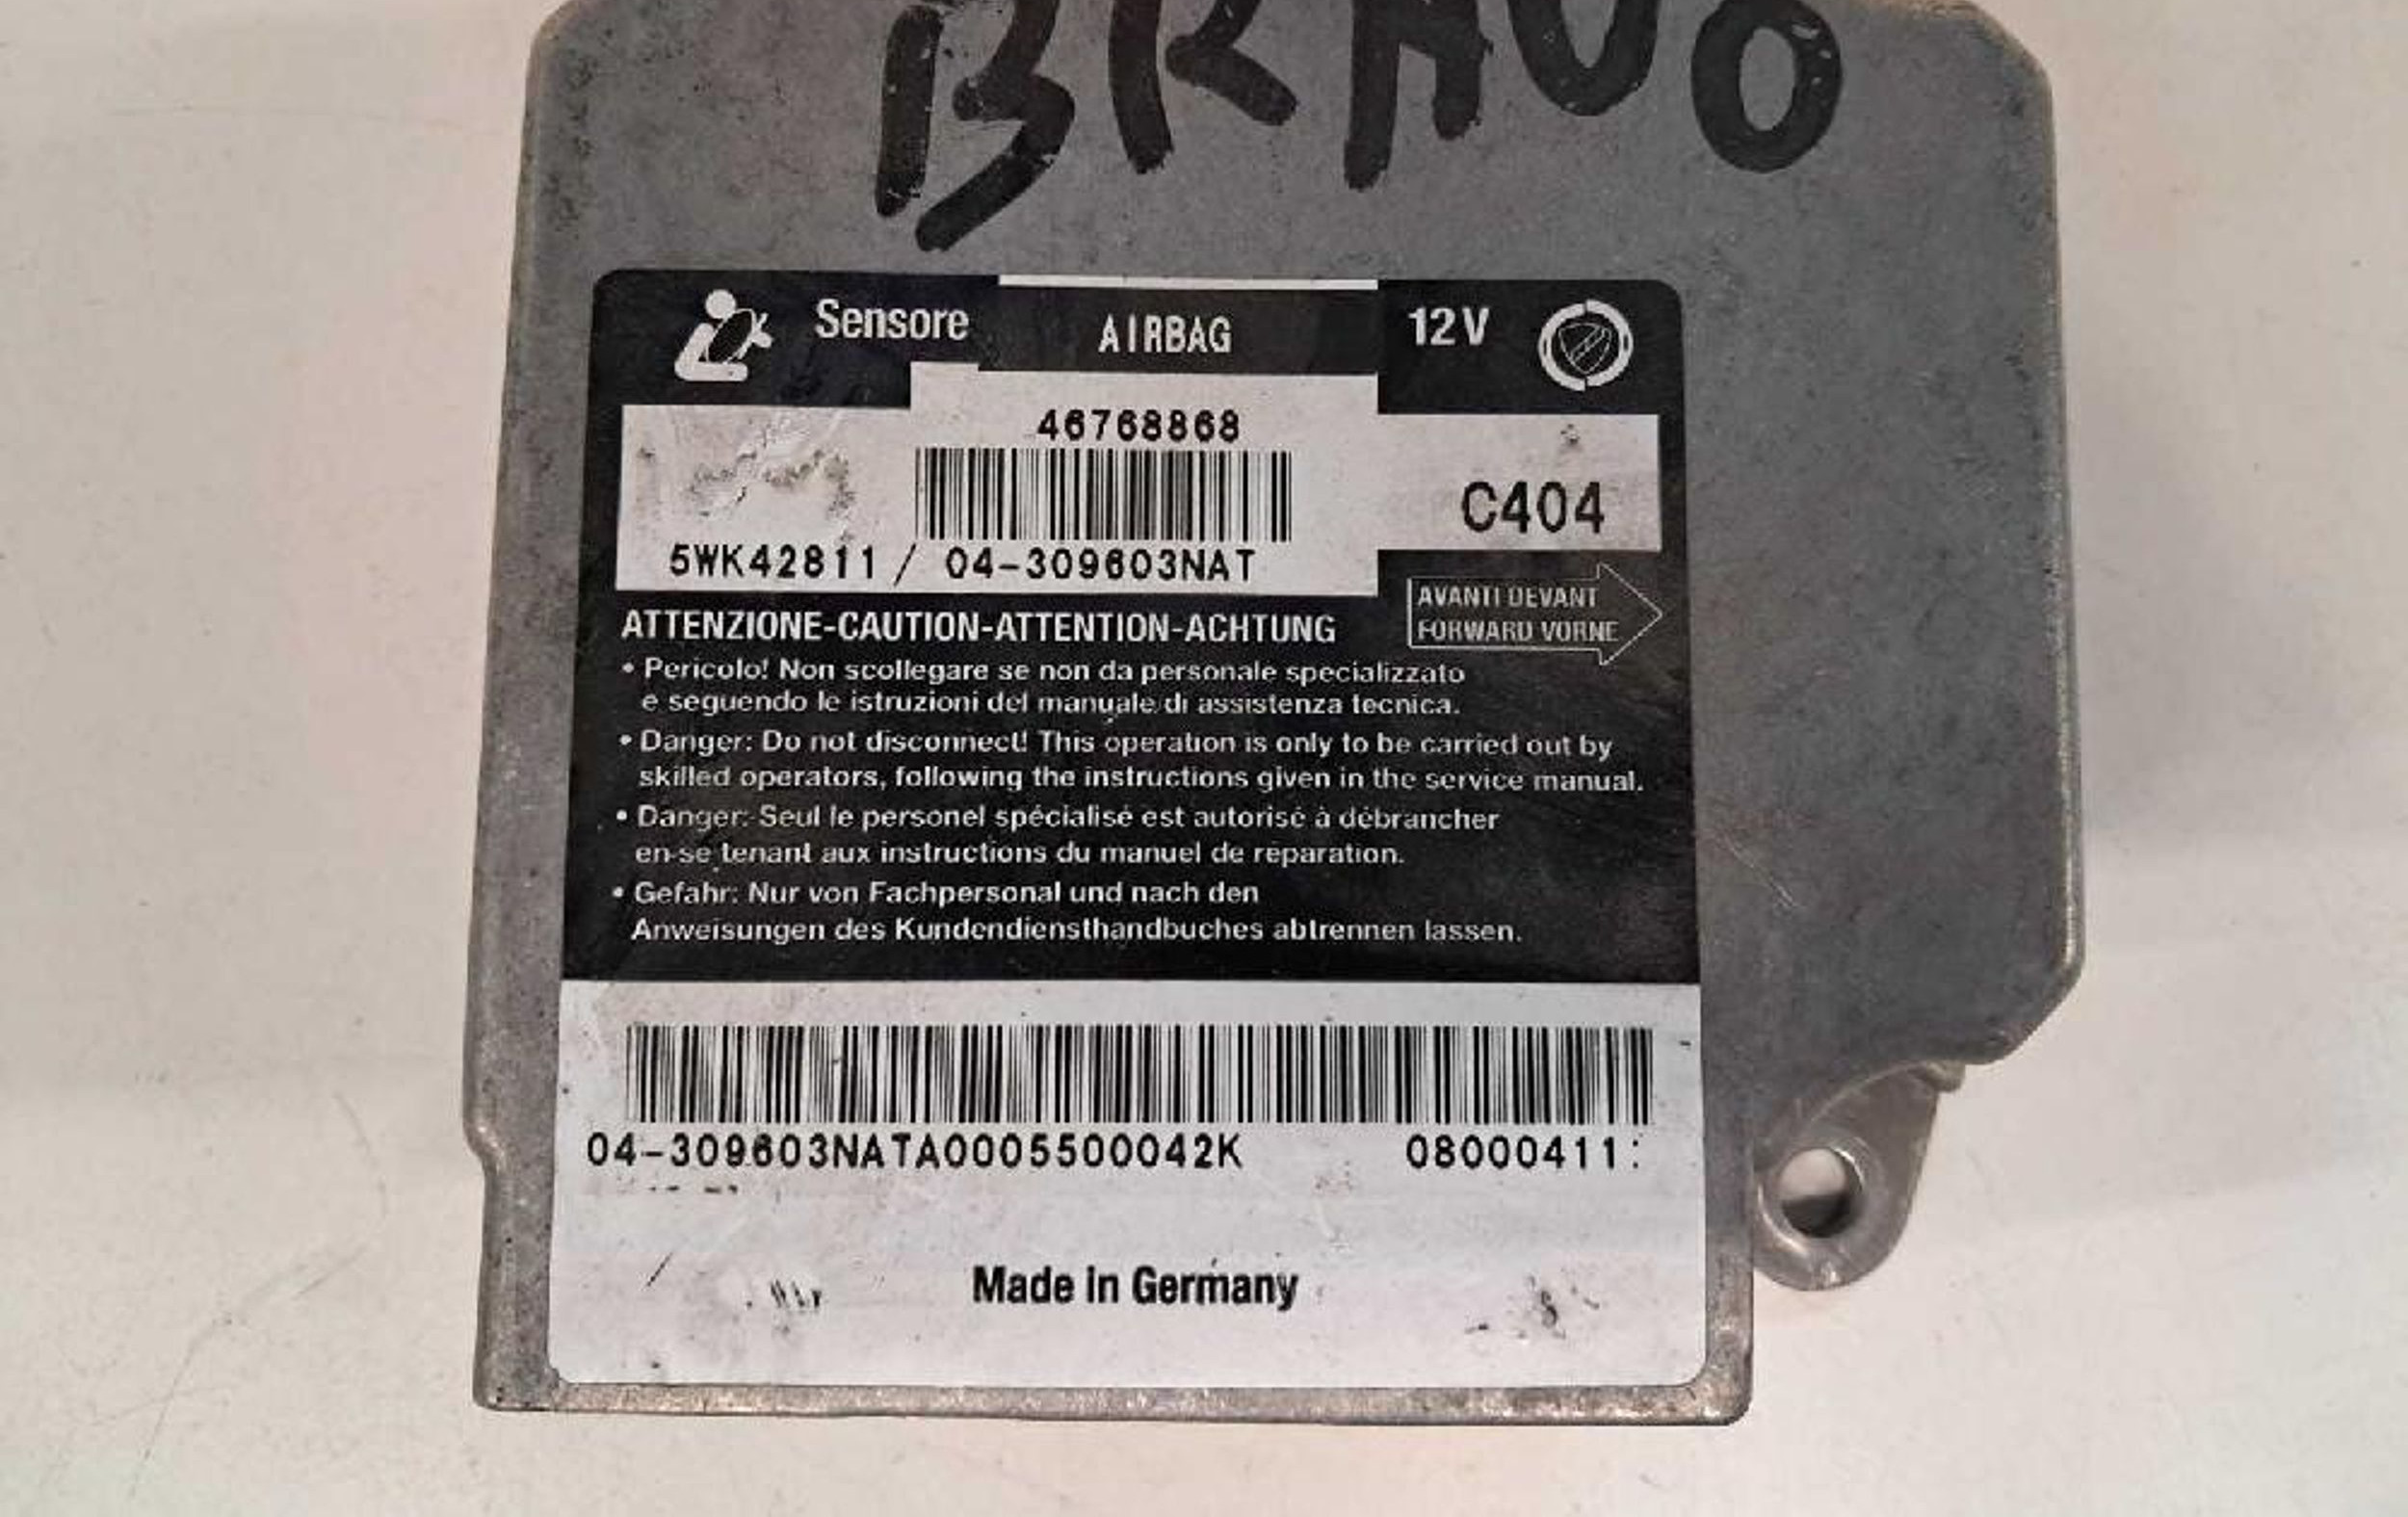 BRAVO
Sensore AIRBAG 12V
46768868
C404
5WK42811 / 04-309603NAT
AVANTI DEVANT
FORWARD VORNE
ATTENZIONE-CAUTION-ATTENTION-ACHTUNG
• Pericolo! Non scollegare se non da personale specializzato
e seguendo le istruzioni del manuale di assistenza tecnica.
• Danger: Do not disconnect! This operation is only to be carried out by
skilled operators, following the instructions given in the service manual.
• Danger: Seul le personel spécialisé est autorisé à débrancher
en-se tenant aux instructions du manuel de réparation.
• Gefahr: Nur von Fachpersonal und nach den
Anweisungen des Kundendiensthandbuches abtrennen lassen.
04-309603NATA0005500042K 08000411:
Made in Germany